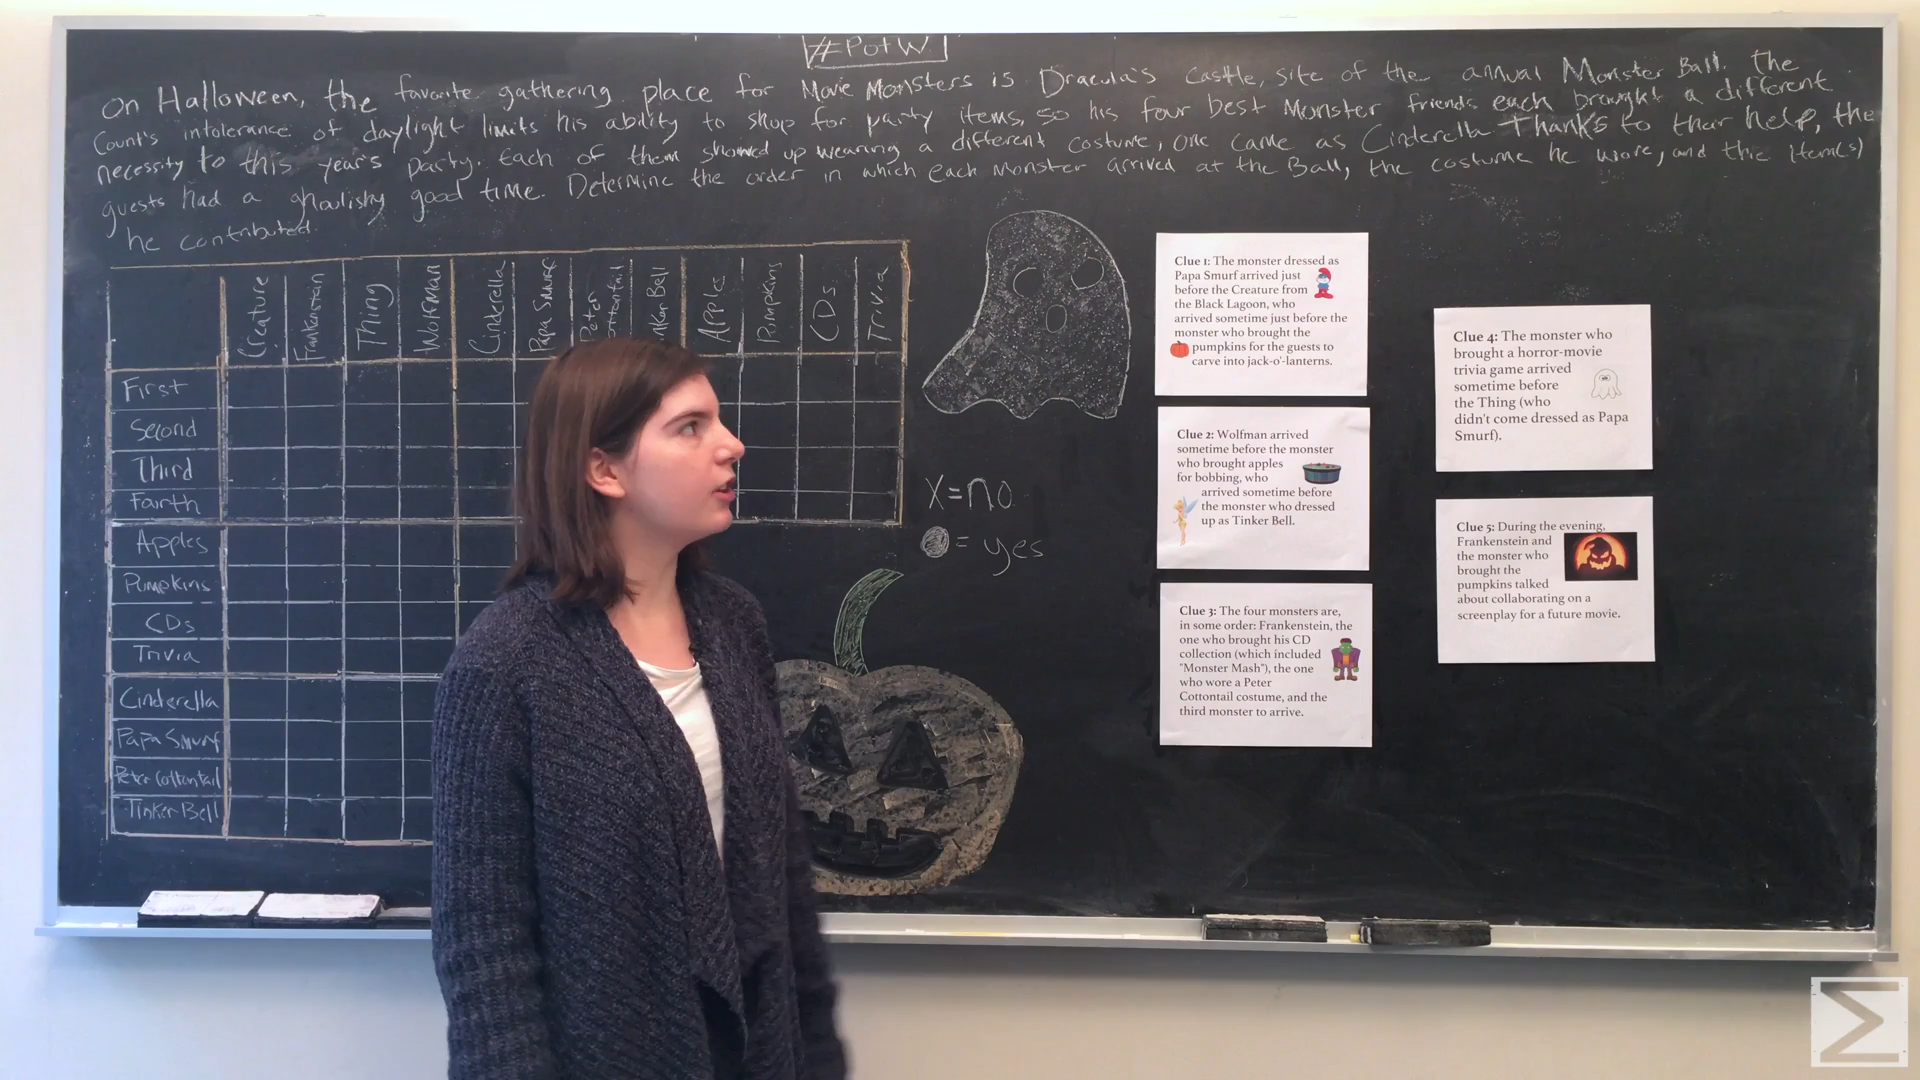 #PotW
On Halloween, the favorite gathering place for Movie Monsters is Dracula's Castle, site of the annual Monster Ball. The
Count's intolerance of daylight limits his ability to shop for party items, so his four best Monster friends each brought a different
necessity to this year's party. Each of them showed up wearing a different costume, one came as Cinderella. Thanks to their help, the
guests had a ghoulishly good time. Determine the order in which each monster arrived at the Ball, the costume he wore, and the item(s)
he contributed.
Creature
Thing
Wolfman
Cinderella
Papa Smurf
Peter
Bell
Apples
Pumpkins
CDs
Trivia
First
Second
Third
Fourth
Apples
Pumpkins
CDs
Trivia
Cinderella
Papa Smurf
Peter Cottontail
Tinker Bell
X=no
= yes
Clue 1: The monster dressed as
Papa Smurf arrived just
before the Creature from
the Black Lagoon, who
arrived sometime just before the
monster who brought the
pumpkins for the guests to
carve into jack-o'-lanterns.
Clue 2: Wolfman arrived
sometime before the monster
who brought apples
for bobbing, who
arrived sometime before
the monster who dressed
up as Tinker Bell.
Clue 3: The four monsters are,
in some order: Frankenstein, the
one who brought his CD
collection (which included
"Monster Mash"), the one
who wore a Peter
Cottontail costume, and the
third monster to arrive.
Clue 4: The monster who
brought a horror-movie
trivia game arrived
sometime before
the Thing (who
didn't come dressed as Papa
Smurf).
Clue 5: During the evening,
Frankenstein and
the monster who
brought the
pumpkins talked
about collaborating on a
screenplay for a future movie.
Σ